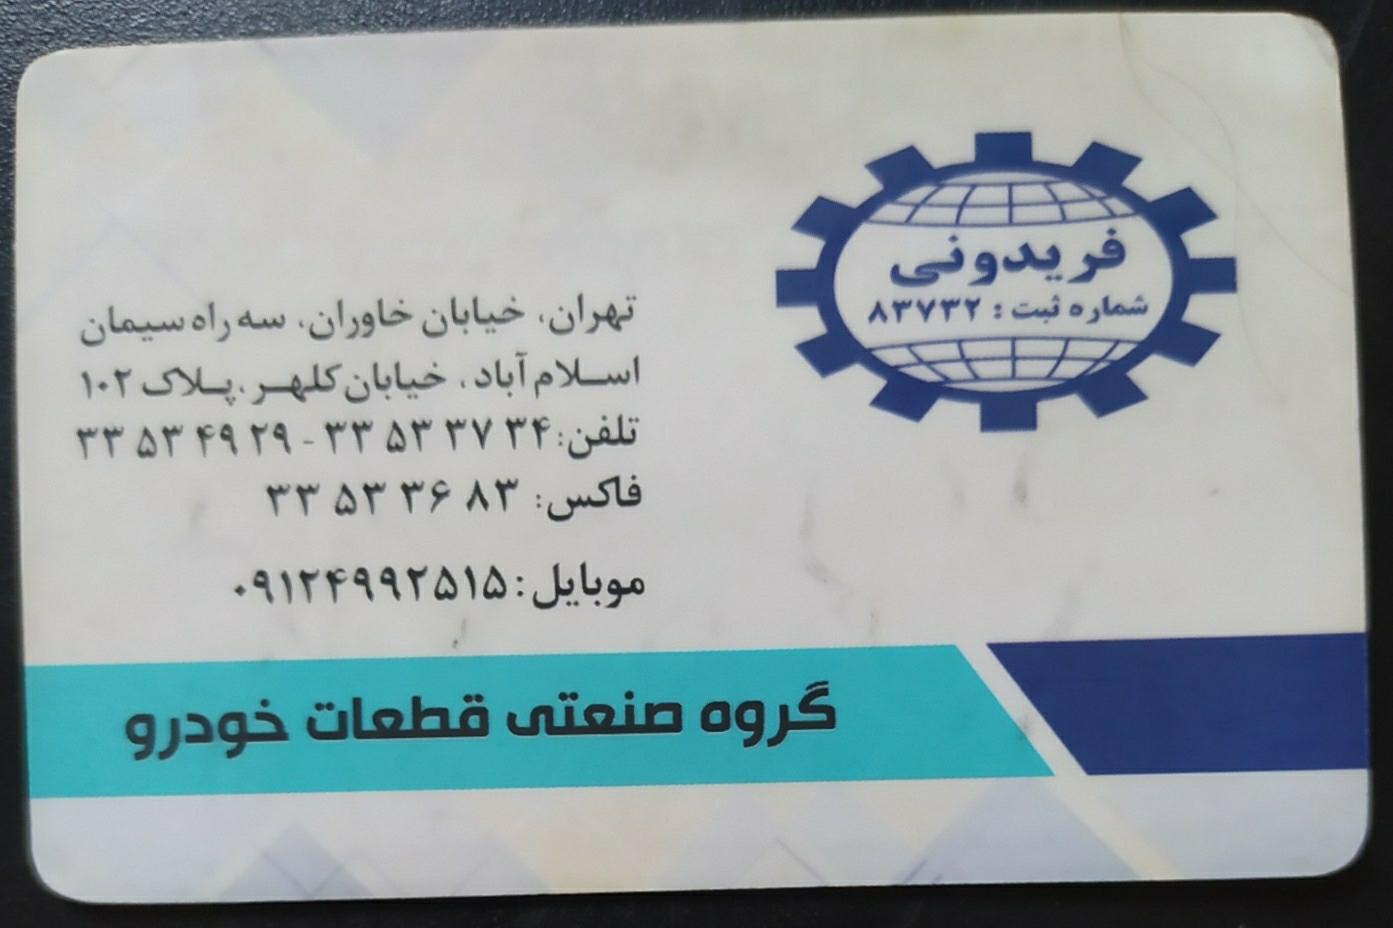 فریدونی
شماره ثبت : ۸۳۷۳۲
تهران، خیابان خاوران، سه راه سیمان
اسلام آباد، خیابان کلهر، پلاک ۱۰۲
تلفن: ۳۴ ۳۷ ۵۳ ۳۳ - ۲۹ ۴۹ ۵۳ ۳۳
فاکس: ۸۳ ۳۶ ۵۳ ۳۳
موبایل: ۰۹۱۲۴۹۹۲۵۱۵
گروه صنعتی قطعات خودرو